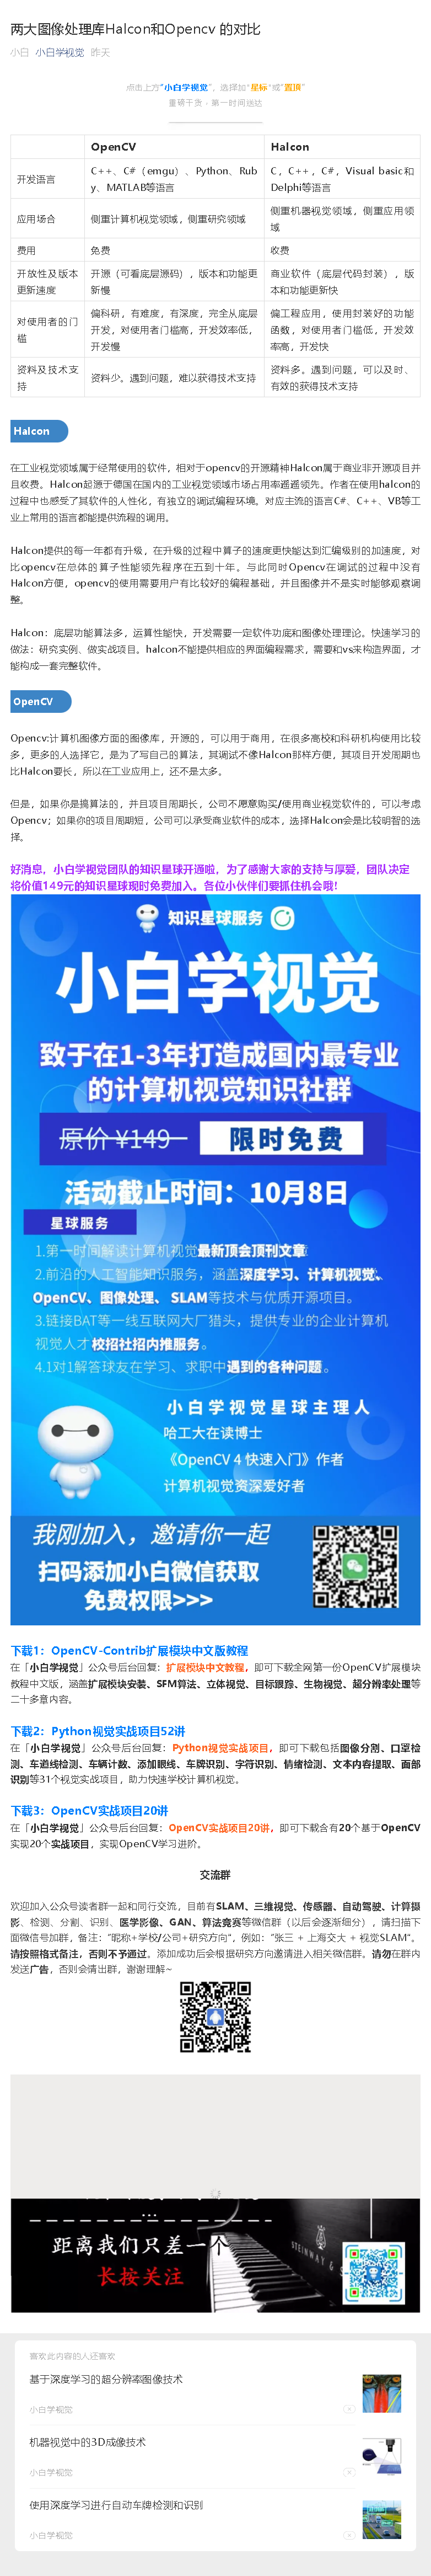 两大图像处理库Halcon和Opencv 的对比
小白 小白学视觉 昨天
点击上方“小白学视觉”，选择加"星标"或“置顶”
重磅干货，第一时间送达
OpenCV Halcon
开发语言 C++、C#（emgu）、Python、Ruby、MATLAB等语言 C，C++，C#，Visual basic和Delphi等语言
应用场合 侧重计算机视觉领域，侧重研究领域 侧重机器视觉领域，侧重应用领域
费用 免费 收费
开放性及版本更新速度 开源（可看底层源码），版本和功能更新慢 商业软件（底层代码封装），版本和功能更新快
对使用者的门槛 偏科研，有难度，有深度，完全从底层开发，对使用者门槛高，开发效率低，开发慢 偏工程应用，使用封装好的功能函数，对使用者门槛低，开发效率高，开发快
资料及技术支持 资料少。遇到问题，难以获得技术支持 资料多。遇到问题，可以及时、有效的获得技术支持
Halcon
在工业视觉领域属于经常使用的软件，相对于opencv的开源精神Halcon属于商业非开源项目并
且收费。Halcon起源于德国在国内的工业视觉领域市场占用率遥遥领先。作者在使用halcon的
过程中也感受了其软件的人性化，有独立的调试编程环境。对应主流的语言C#、C++、VB等工
业上常用的语言都能提供流程的调用。
Halcon提供的每一年都有升级，在升级的过程中算子的速度更快能达到汇编级别的加速度，对
比opencv在总体的算子性能领先程序在五到十年。与此同时Opencv在调试的过程中没有
Halcon方便，opencv的使用需要用户有比较好的编程基础，并且图像并不是实时能够观察调
整。
Halcon：底层功能算法多，运算性能快，开发需要一定软件功底和图像处理理论。快速学习的
做法：研究实例、做实战项目。halcon不能提供相应的界面编程需求，需要和vs来构造界面，才
能构成一套完整软件。
OpenCV
Opencv:计算机图像方面的图像库，开源的，可以用于商用，在很多高校和科研机构使用比较
多，更多的人选择它，是为了写自己的算法，其调试不像Halcon那样方便，其项目开发周期也
比Halcon要长，所以在工业应用上，还不是太多。
但是，如果你是搞算法的，并且项目周期长，公司不愿意购买/使用商业视觉软件的，可以考虑
Opencv；如果你的项目周期短，公司可以承受商业软件的成本，选择Halcon会是比较明智的选
择。
好消息，小白学视觉团队的知识星球开通啦，为了感谢大家的支持与厚爱，团队决定
将价值149元的知识星球现时免费加入。各位小伙伴们要抓住机会哦！
知识星球服务
小白学视觉
致于在1-3年打造成国内最专业
的计算机视觉知识社群
原价 ¥149 限时免费
活动截止时间：10月8日
星球服务
1.第一时间解读计算机视觉最新顶会顶刊文章；
2.前沿的人工智能知识服务，涵盖深度学习、计算机视觉、
OpenCV、图像处理、SLAM等技术与优质开源项目。
3.链接BAT等一线互联网大厂猎头，提供专业的企业计算机
视觉人才校招社招内推服务。
4.1对1解答球友在学习、求职中遇到的各种问题。
小白学视觉星球主理人
哈工大在读博士
《OpenCV 4 快速入门》作者
计算机视觉资深爱好者
我刚加入，邀请你一起
扫码添加小白微信获取
免费权限>>>
下载1：OpenCV-Contrib扩展模块中文版教程
在「小白学视觉」公众号后台回复：扩展模块中文教程，即可下载全网第一份OpenCV扩展模块
教程中文版，涵盖扩展模块安装、SFM算法、立体视觉、目标跟踪、生物视觉、超分辨率处理等
二十多章内容。
下载2：Python视觉实战项目52讲
在「小白学视觉」公众号后台回复：Python视觉实战项目，即可下载包括图像分割、口罩检
测、车道线检测、车辆计数、添加眼线、车牌识别、字符识别、情绪检测、文本内容提取、面部
识别等31个视觉实战项目，助力快速学校计算机视觉。
下载3：OpenCV实战项目20讲
在「小白学视觉」公众号后台回复：OpenCV实战项目20讲，即可下载含有20个基于OpenCV
实现20个实战项目，实现OpenCV学习进阶。
交流群
欢迎加入公众号读者群一起和同行交流，目前有SLAM、三维视觉、传感器、自动驾驶、计算摄
影、检测、分割、识别、医学影像、GAN、算法竞赛等微信群（以后会逐渐细分），请扫描下
面微信号加群，备注：”昵称+学校/公司+研究方向“，例如：”张三 + 上海交大 + 视觉SLAM“。
请按照格式备注，否则不予通过。添加成功后会根据研究方向邀请进入相关微信群。请勿在群内
发送广告，否则会请出群，谢谢理解~
距离我们只差一个
长按关注
STEINWAY &
喜欢此内容的人还喜欢
基于深度学习的超分辨率图像技术
小白学视觉
机器视觉中的3D成像技术
小白学视觉
使用深度学习进行自动车牌检测和识别
小白学视觉